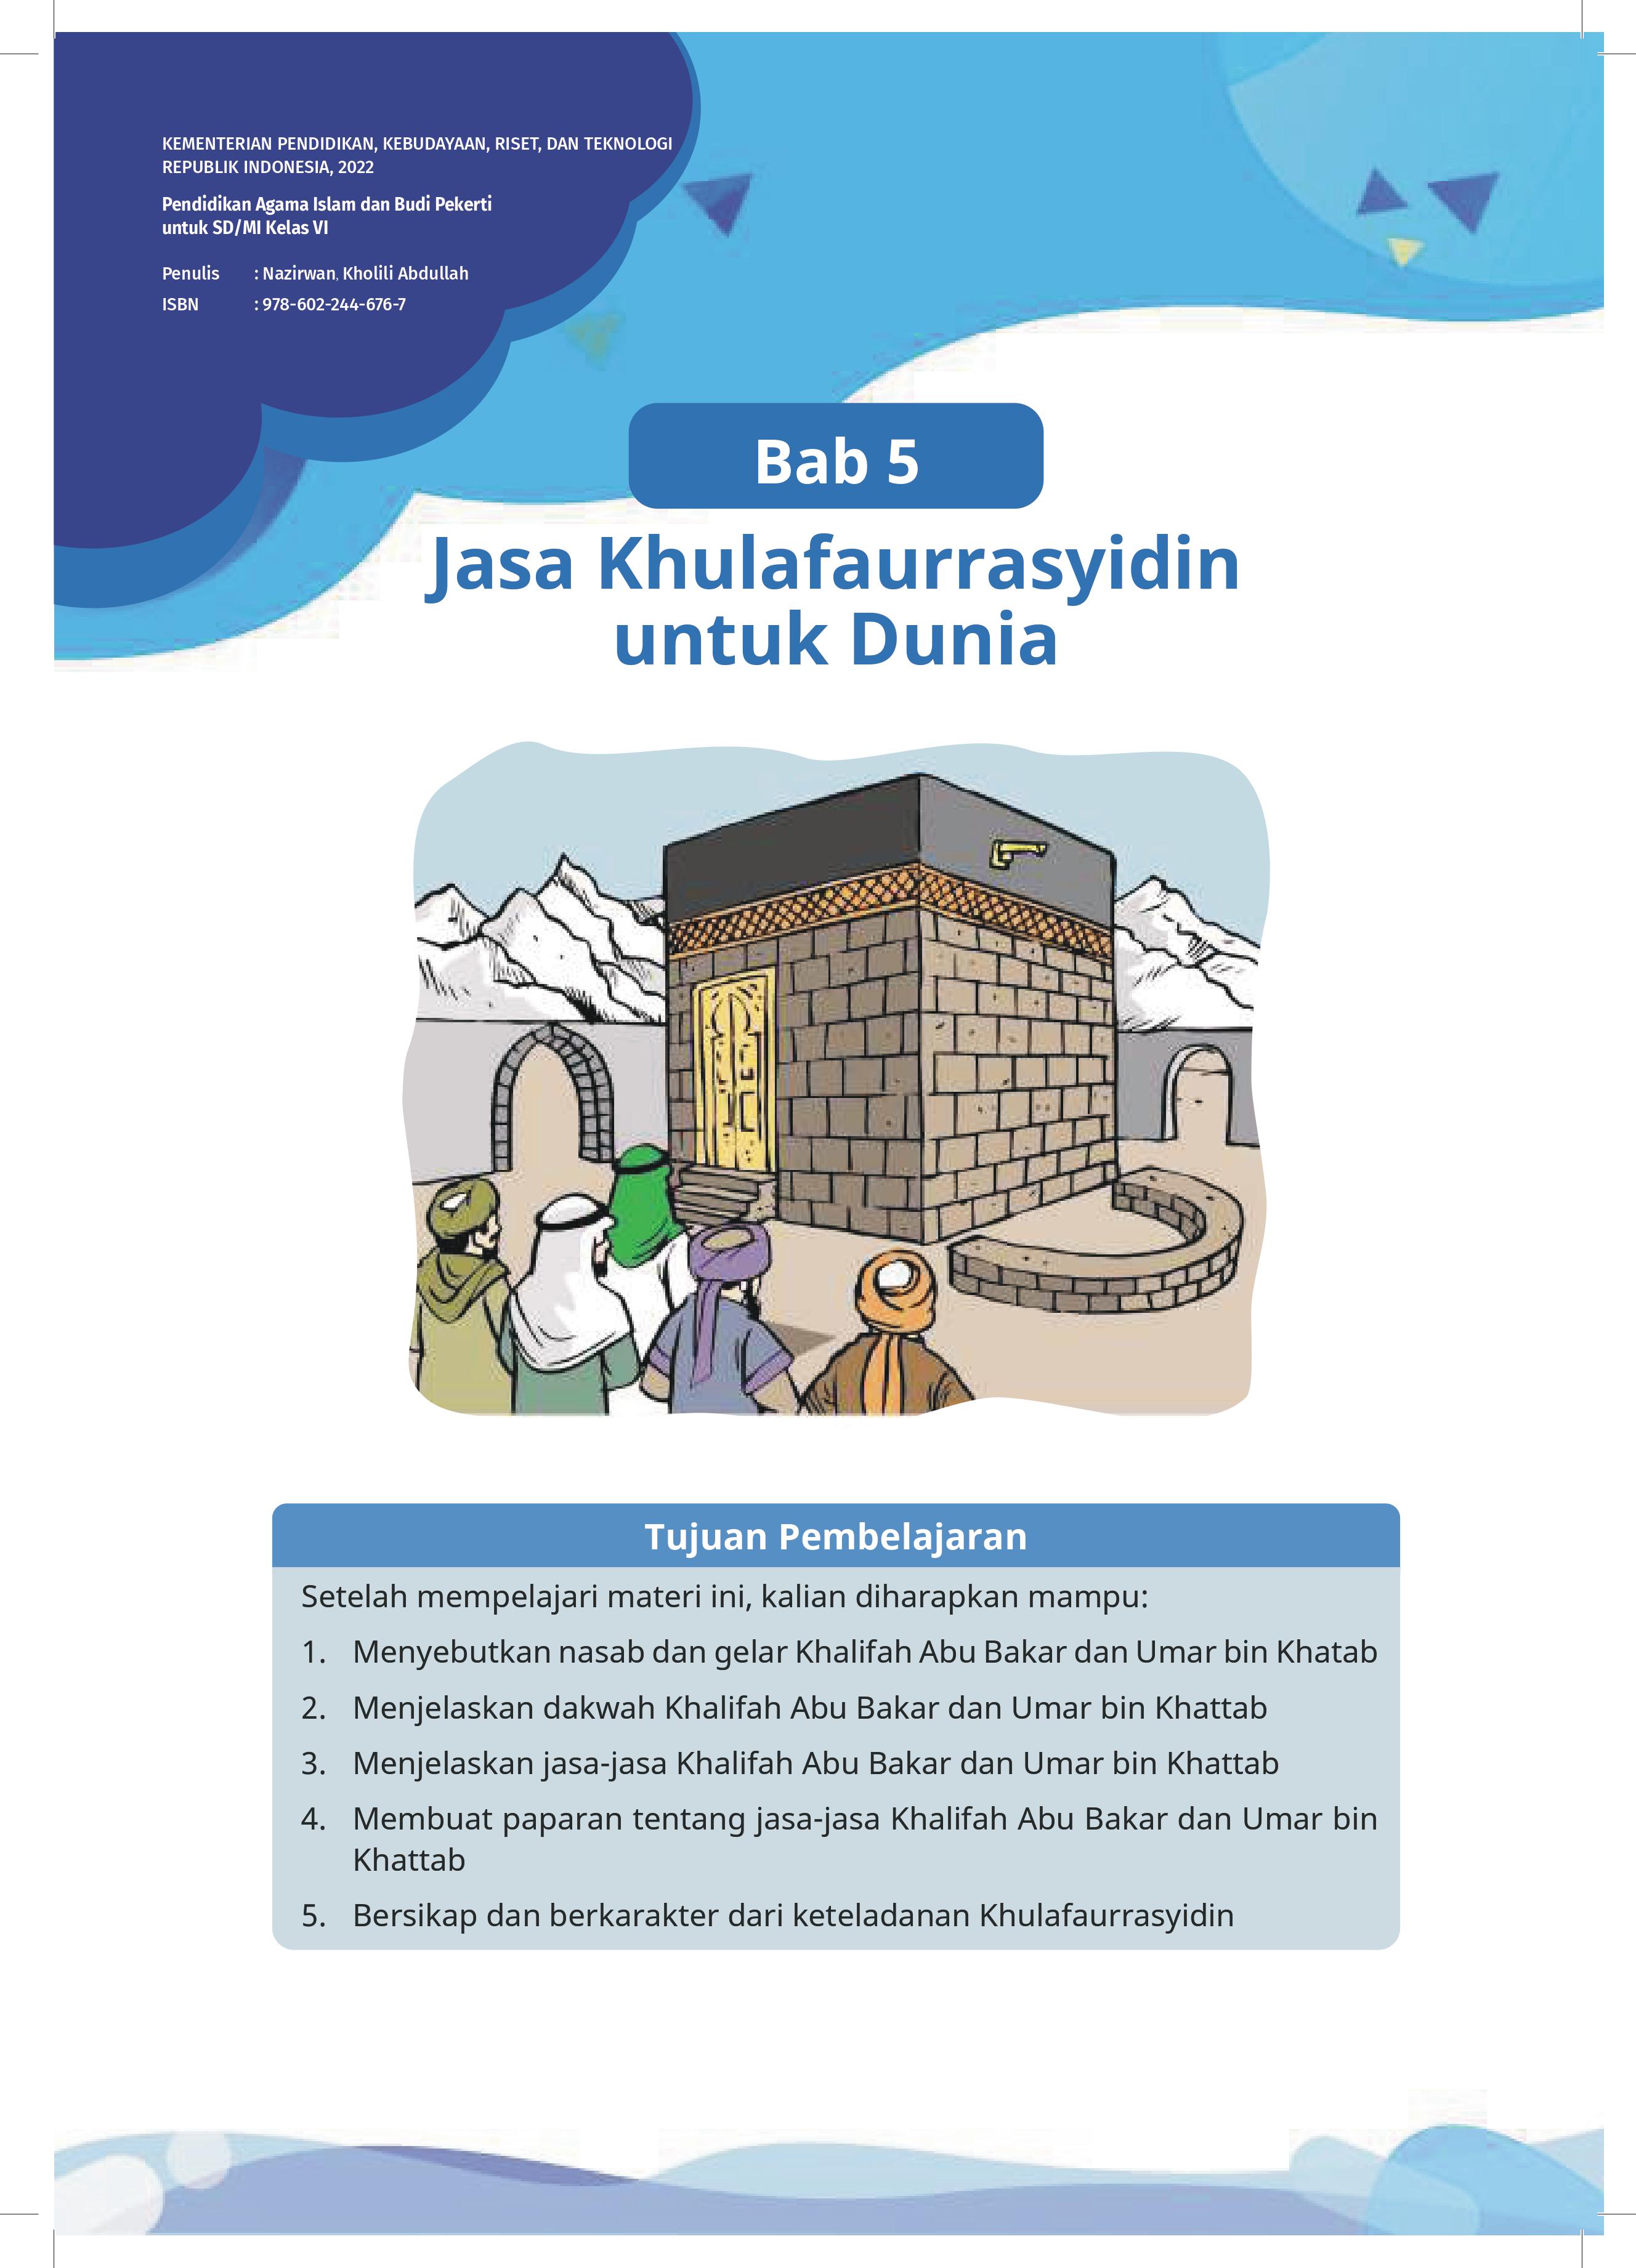 KEMENTERIAN PENDIDIKAN, KEBUDAYAAN, RISET, DAN TEKNOLOGI
REPUBLIK INDONESIA, 2022
Pendidikan Agama Islam dan Budi Pekerti
untuk SD/MI Kelas VI
Penulis : Nazirwan, Kholili Abdullah
ISBN : 978-602-244-676-7
Bab 5
Jasa Khulafaurrasyidin
untuk Dunia
Tujuan Pembelajaran
Setelah mempelajari materi ini, kalian diharapkan mampu:
1. Menyebutkan nasab dan gelar Khalifah Abu Bakar dan Umar bin Khatab
2. Menjelaskan dakwah Khalifah Abu Bakar dan Umar bin Khattab
3. Menjelaskan jasa-jasa Khalifah Abu Bakar dan Umar bin Khattab
4. Membuat paparan tentang jasa-jasa Khalifah Abu Bakar dan Umar bin
Khattab
5. Bersikap dan berkarakter dari keteladanan Khulafaurrasyidin